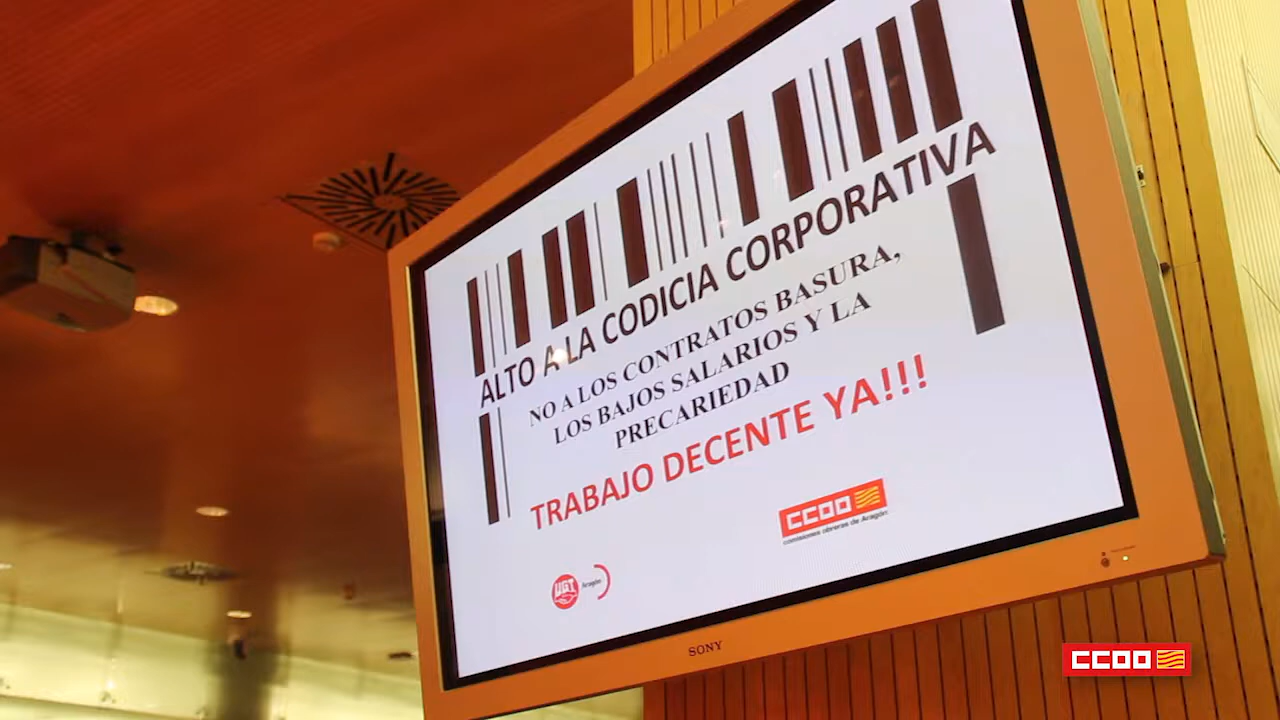 ALTO A LA CODICIA CORPORATIVA
NO A LOS CONTRATOS BASURA,
LOS BAJOS SALARIOS Y LA
PRECARIEDAD
TRABAJO DECENTE YA!!!
CCOO
comisiones obreras de Aragón
UGT Aragón
SONY
CCOO